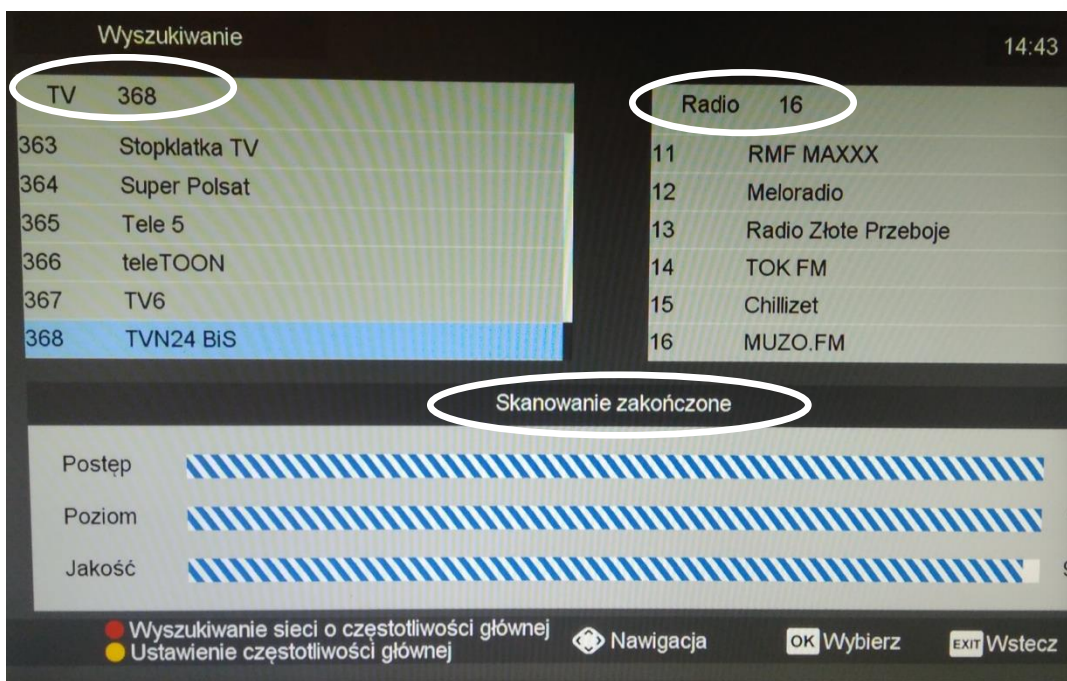 Wyszukiwanie
14:43
TV 368
363 Stopklatka TV
364 Super Polsat
365 Tele 5
366 teleTOON
367 TV6
368 TVN24 BiS
Radio 16
11 RMF MAXXX
12 Meloradio
13 Radio Złote Przeboje
14 TOK FM
15 Chillizet
16 MUZO.FM
Skanowanie zakończone
Postęp
Poziom
Jakość
Wyszukiwanie sieci o częstotliwości głównej
Ustawienie częstotliwości głównej
Nawigacja
OK Wybierz
EXIT Wstecz